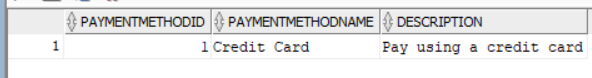 PAYMENTMETHODID PAYMENTMETHODNAME DESCRIPTION
1 1 Credit Card Pay using a credit card